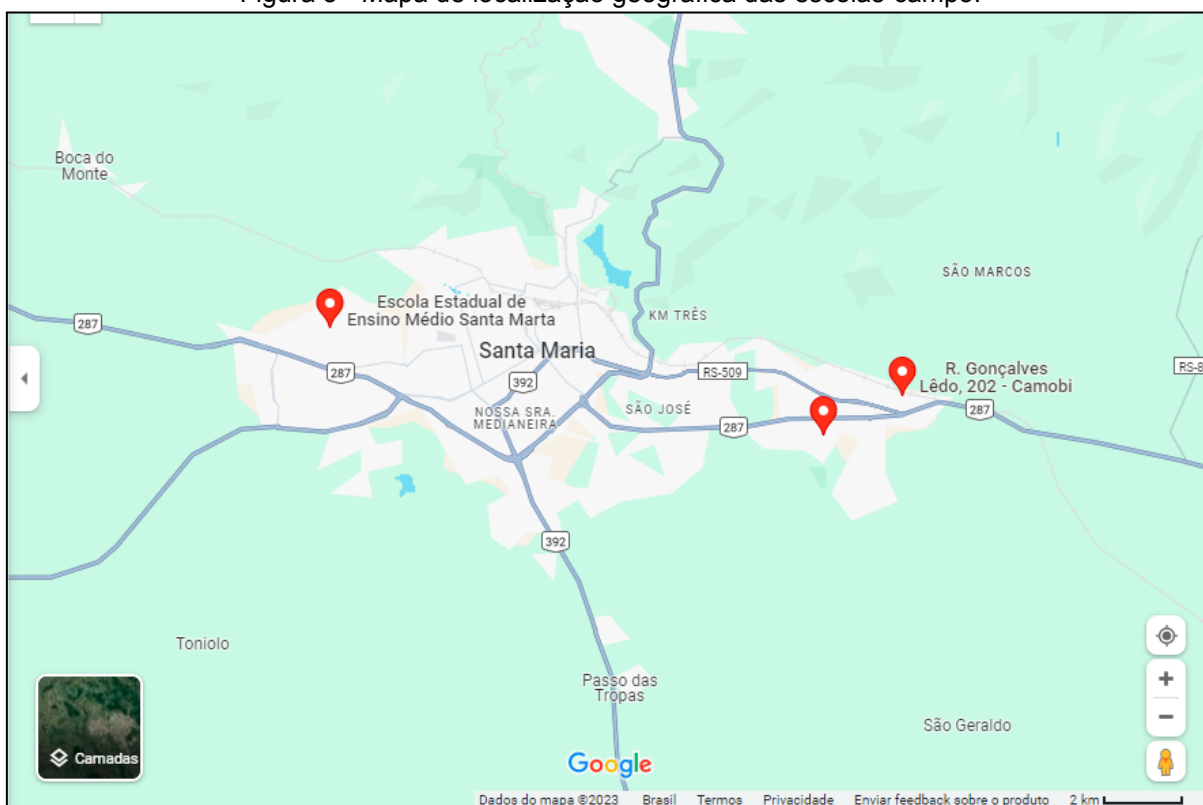 Boca do
Monte
SÃO MARCOS
Escola Estadual de
Ensino Médio Santa Marta
KM TRÊS
287
Santa Maria
287
RS-509
R. Gonçalves
Lêdo, 202 - Camobi
392
NOSSA SRA.
MEDIANEIRA
SÃO JOSÉ
287
287
392
Toniolo
Passo das
Tropas
São Geraldo
Camadas
Google
Dados do mapa ©2023 Brasil Termos Privacidade Enviar feedback sobre o produto 2 km